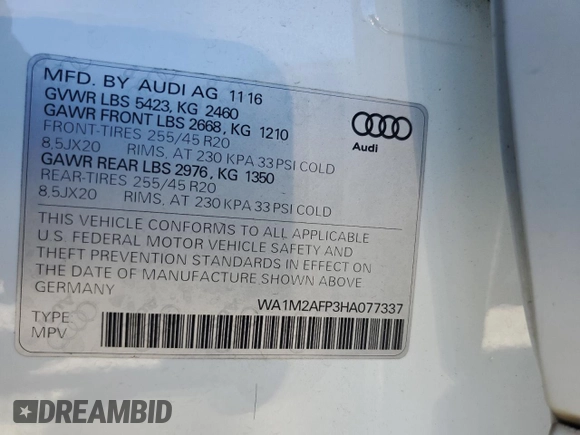 MFD. BY AUDI AG 11 16
GVWR LBS 5423, KG 2460
GAWR FRONT LBS 2668, KG 1210
FRONT-TIRES 255/45 R20
8,5JX20 RIMS, AT 230 KPA 33 PSI COLD
GAWR REAR LBS 2976, KG 1350
REAR-TIRES 255/45 R20
8,5JX20 RIMS, AT 230 KPA 33 PSI COLD
Audi
THIS VEHICLE CONFORMS TO ALL APPLICABLE
U.S. FEDERAL MOTOR VEHICLE SAFETY AND
THEFT PREVENTION STANDARDS IN EFFECT ON
THE DATE OF MANUFACTURE SHOWN ABOVE
GERMANY
WA1M2AFP3HA077337
TYPE
MPV
DREAMBID